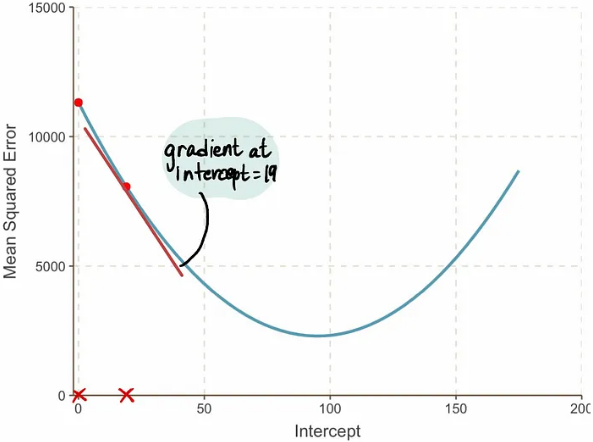 15000
Mean Squared Error
10000
gradient at
intercept = 19
5000
0
0
50
100
150
200
Intercept